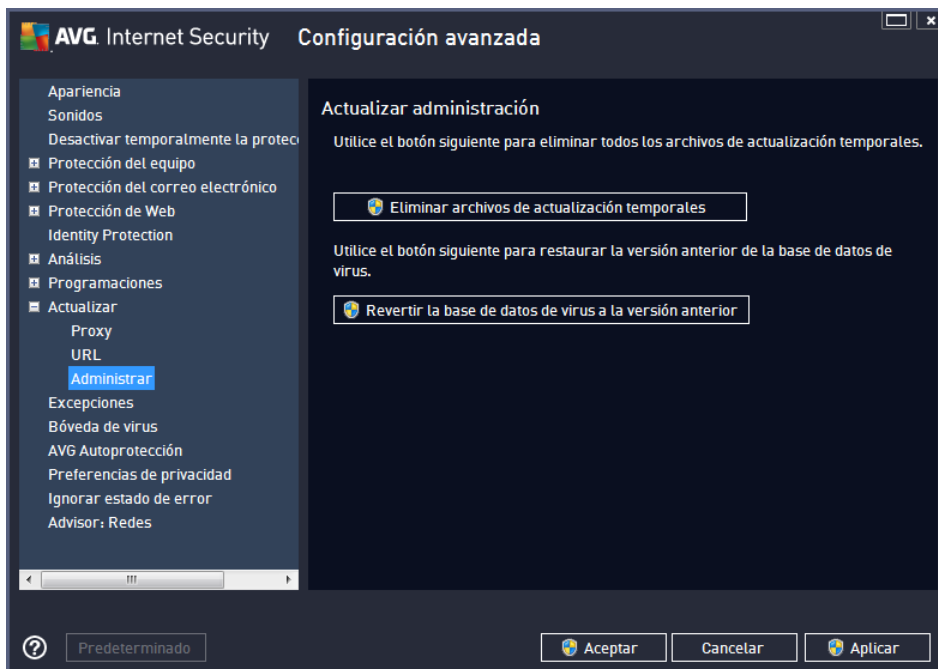 AVG. Internet Security Configuración avanzada
Apariencia
Sonidos
Desactivar temporalmente la protec
Protección del equipo
Protección del correo electrónico
Protección de Web
Identity Protection
Análisis
Programaciones
Actualizar
Proxy
URL
Administrar
Excepciones
Bóveda de virus
AVG Autoprotección
Preferencias de privacidad
Ignorar estado de error
Advisor: Redes
Actualizar administración
Utilice el botón siguiente para eliminar todos los archivos de actualización temporales.
Eliminar archivos de actualización temporales
Utilice el botón siguiente para restaurar la versión anterior de la base de datos de
virus.
Revertir la base de datos de virus a la versión anterior
? Predeterminado
Aceptar
Cancelar
Aplicar